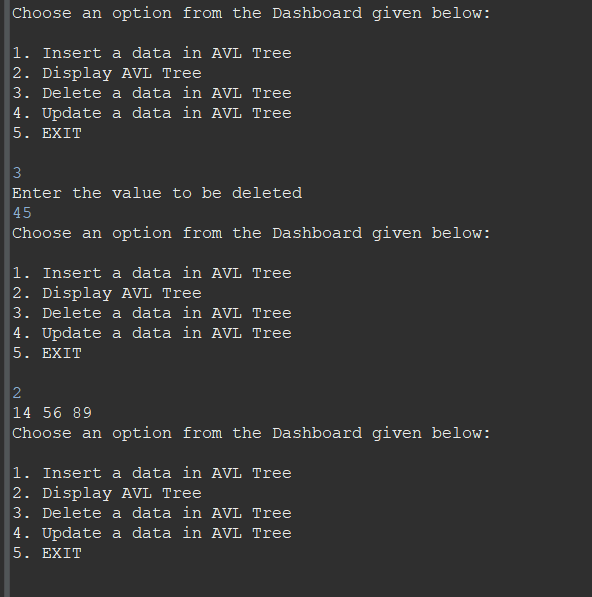 Choose an option from the Dashboard given below:
1. Insert a data in AVL Tree
2. Display AVL Tree
3. Delete a data in AVL Tree
4. Update a data in AVL Tree
5. EXIT
3
Enter the value to be deleted
45
Choose an option from the Dashboard given below:
1. Insert a data in AVL Tree
2. Display AVL Tree
3. Delete a data in AVL Tree
4. Update a data in AVL Tree
5. EXIT
2
14 56 89
Choose an option from the Dashboard given below:
1. Insert a data in AVL Tree
2. Display AVL Tree
3. Delete a data in AVL Tree
4. Update a data in AVL Tree
5. EXIT